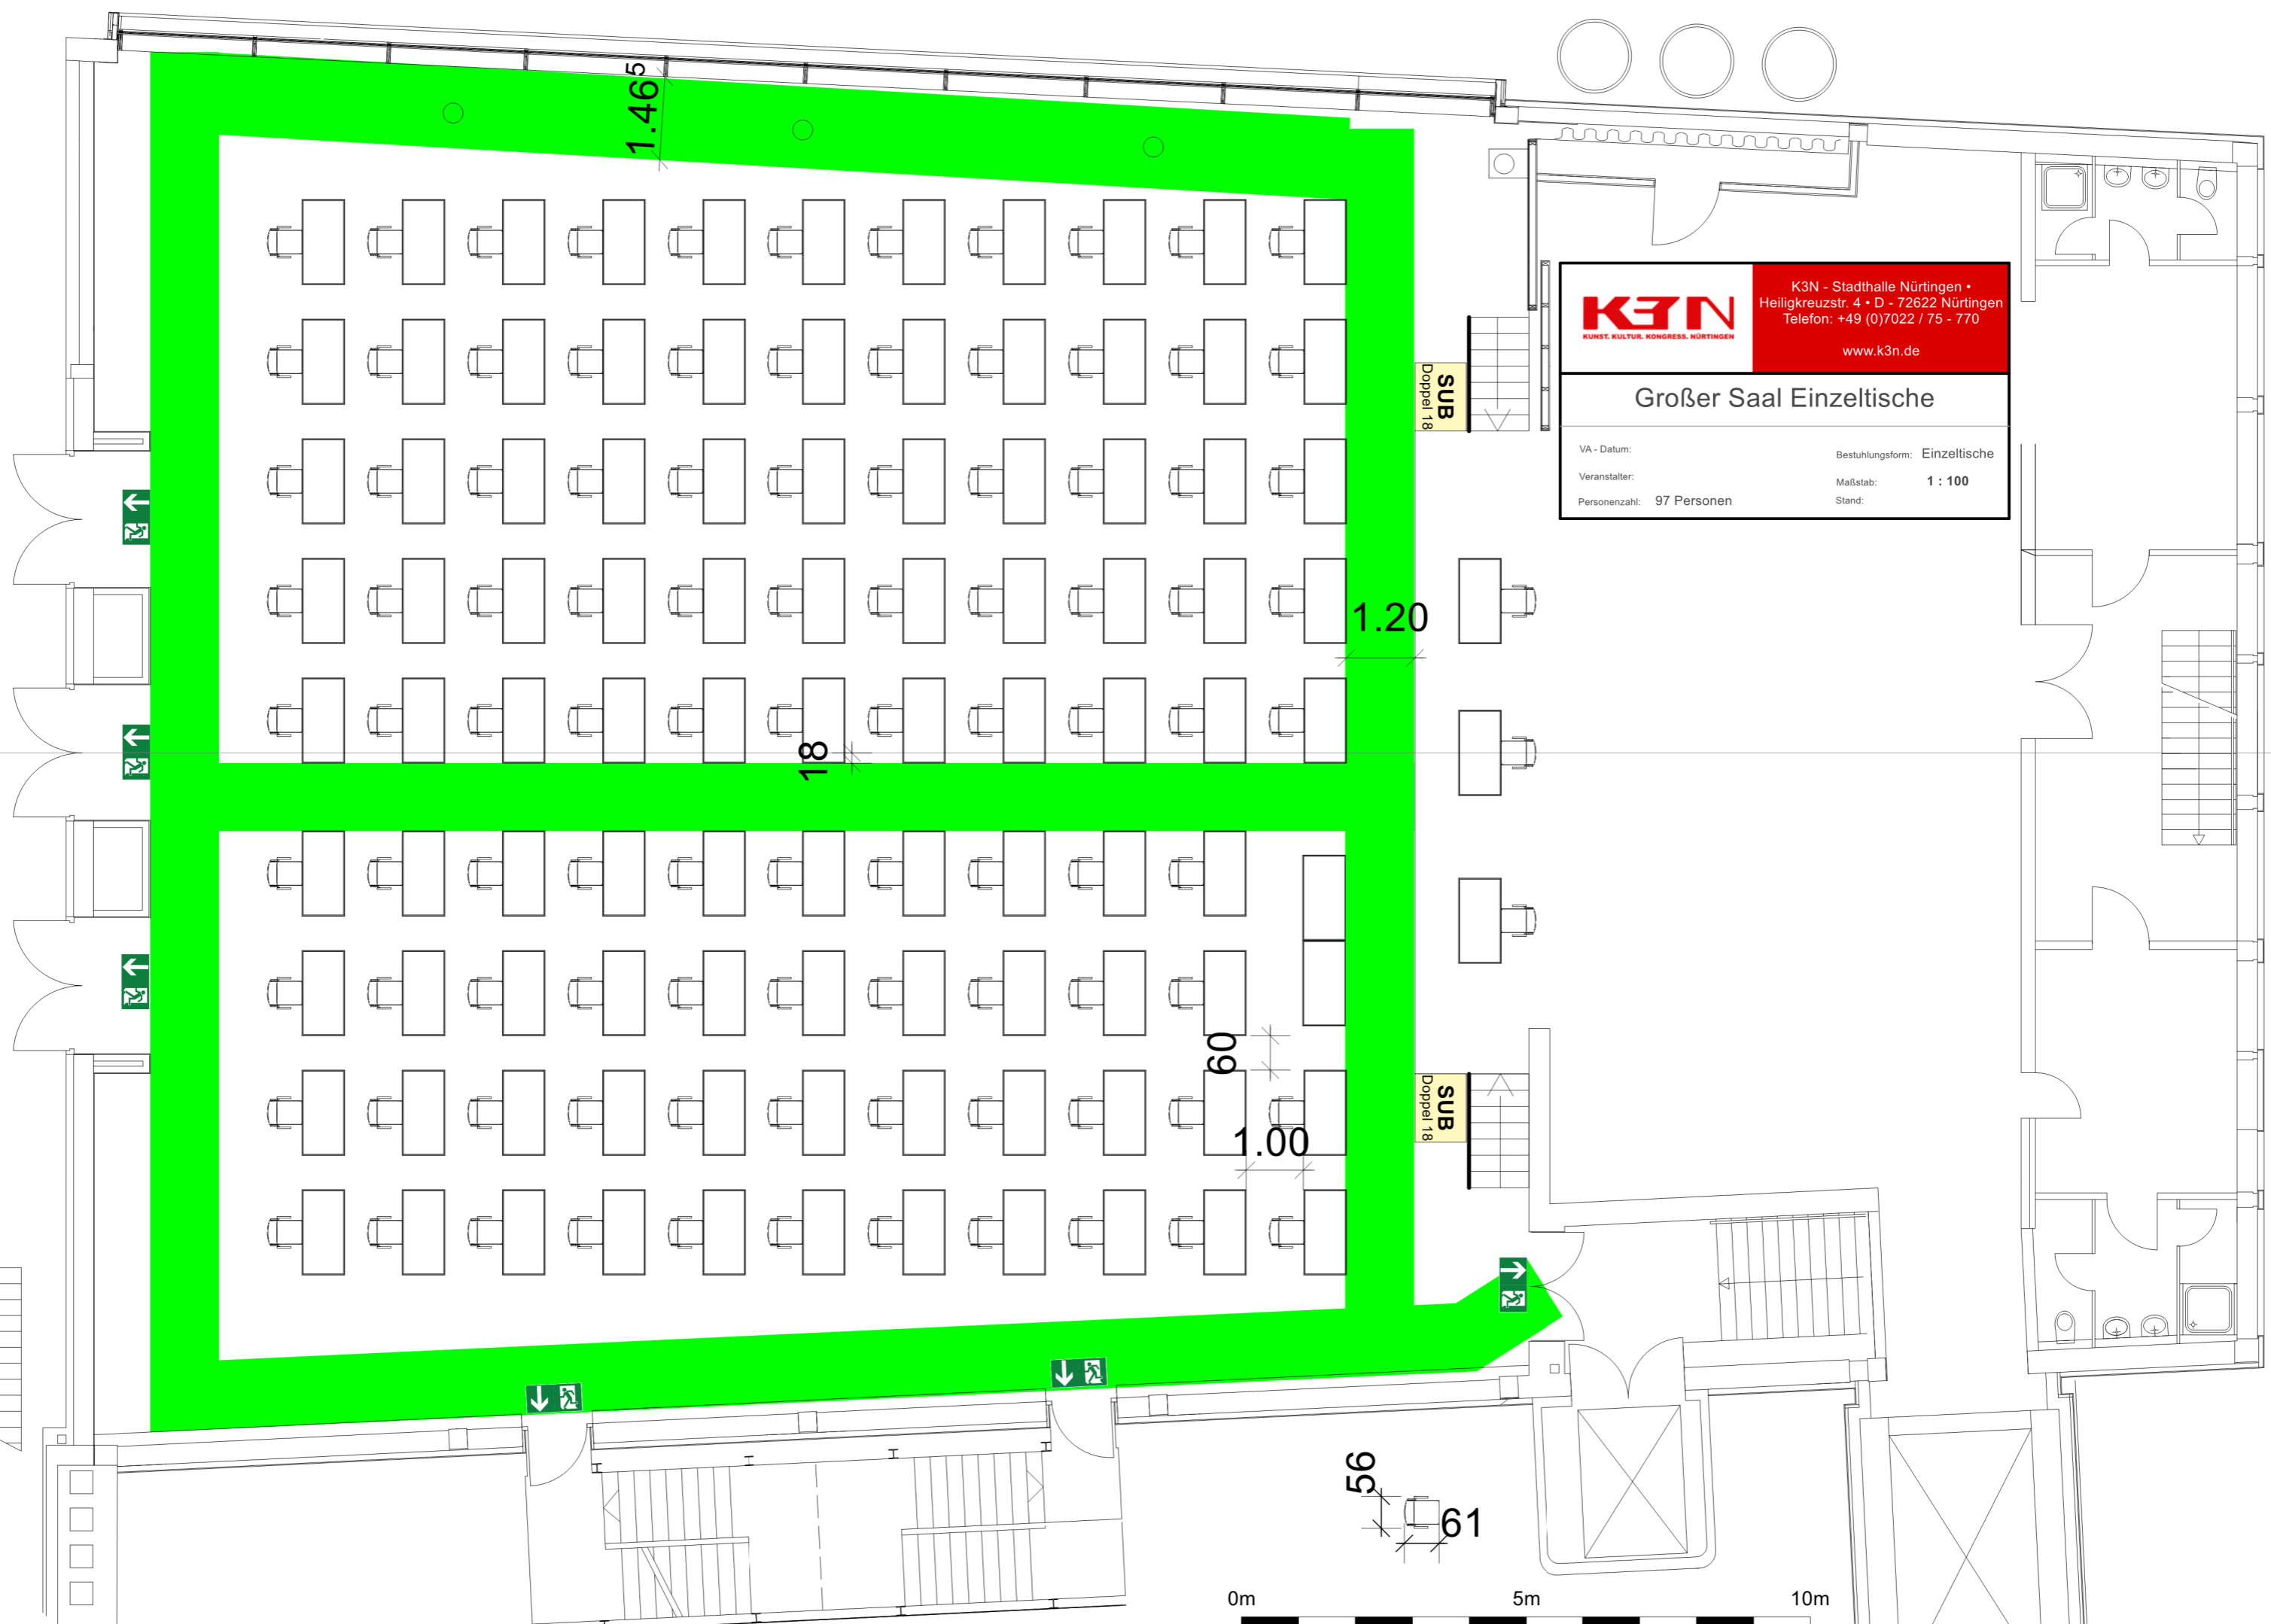 1.46⁵
K3N
KUNST. KULTUR. KONGRESS. NÜRTINGEN
K3N - Stadthalle Nürtingen •
Heiligkreuzstr. 4 • D - 72622 Nürtingen
Telefon: +49 (0)7022 / 75 - 770
www.k3n.de
Großer Saal Einzeltische
VA - Datum:
Bestuhlungsform: Einzeltische
Veranstalter:
Maßstab: 1 : 100
Personenzahl: 97 Personen
Stand:
SUB
Doppel 18
1.20
18
60
SUB
Doppel 18
1.00
56
61
0m 5m 10m